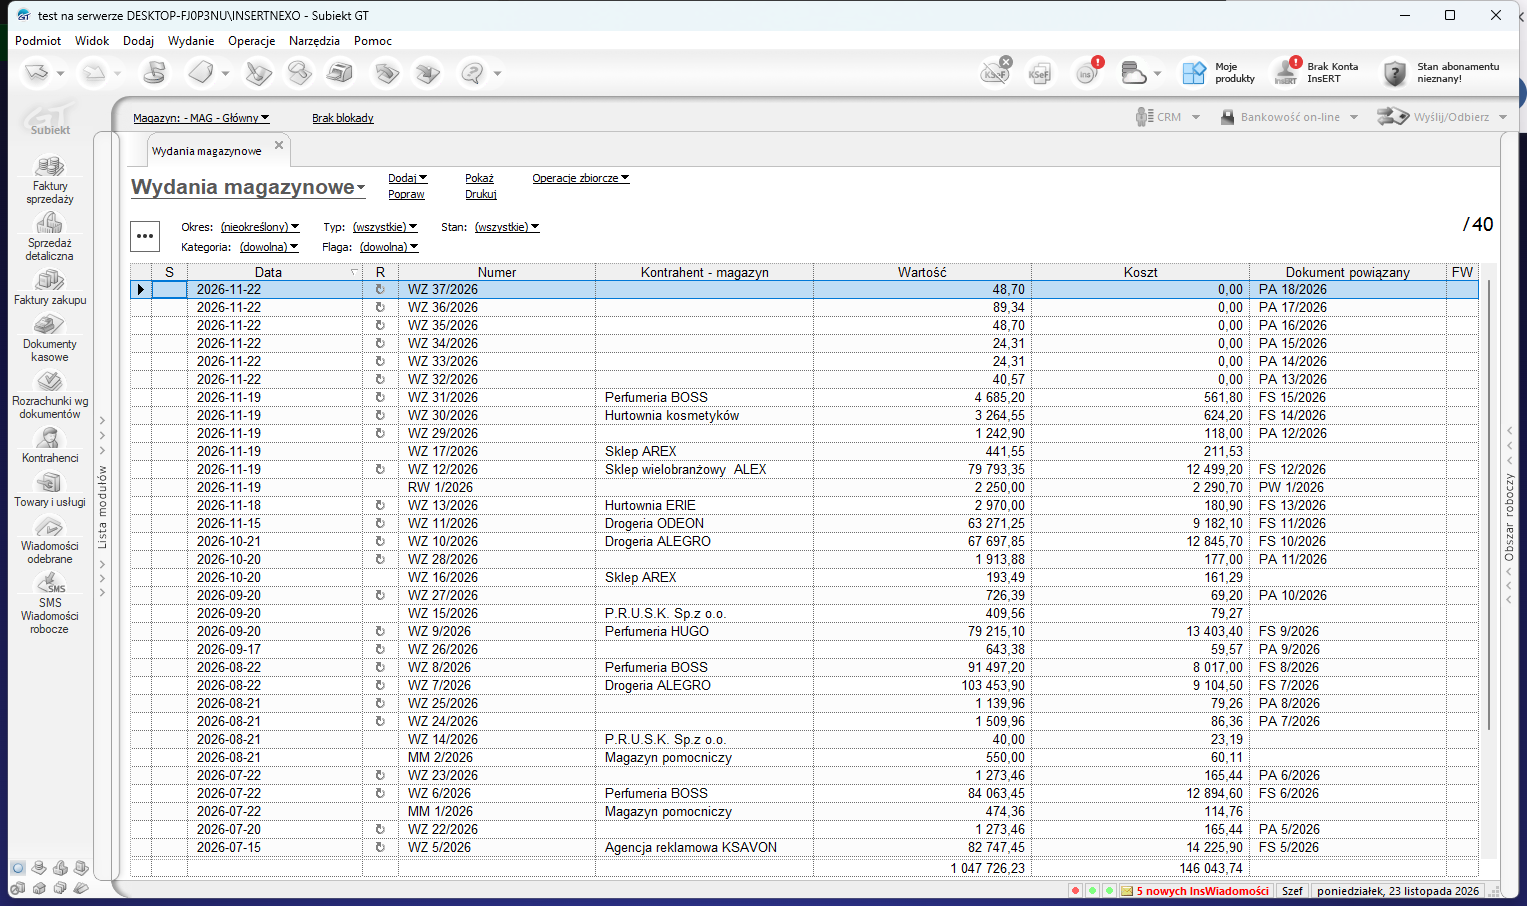 test na serwerze DESKTOP-FJ0P3NU\INSERTNEXO - Subiekt GT
Podmiot Widok Dodaj Wydanie Operacje Narzędzia Pomoc
KSeF KSeF ins Moje produkty InsERT Brak Konta InsERT Stan abonamentu nieznany!
GT Subiekt
Magazyn: - MAG - Główny Brak blokady CRM Bankowość on-line Wyślij/Odbierz
Wydania magazynowe
Wydania magazynowe Dodaj Pokaż Operacje zbiorcze
Popraw Drukuj
... Okres: (nieokreślony) Typ: (wszystkie) Stan: (wszystkie) / 40
Kategoria: (dowolna) Flaga: (dowolna)
Faktury sprzedaży
Sprzedaż detaliczna
Faktury zakupu
Dokumenty kasowe
Rozrachunki wg dokumentów
Kontrahenci
Towary i usługi
Wiadomości odebrane
SMS
SMS Wiadomości robocze
Lista modułów
S Data R Numer Kontrahent - magazyn Wartość Koszt Dokument powiązany FW
2026-11-22 WZ 37/2026 48,70 0,00 PA 18/2026
2026-11-22 WZ 36/2026 89,34 0,00 PA 17/2026
2026-11-22 WZ 35/2026 48,70 0,00 PA 16/2026
2026-11-22 WZ 34/2026 24,31 0,00 PA 15/2026
2026-11-22 WZ 33/2026 24,31 0,00 PA 14/2026
2026-11-22 WZ 32/2026 40,57 0,00 PA 13/2026
2026-11-19 WZ 31/2026 Perfumeria BOSS 4 685,20 561,80 FS 15/2026
2026-11-19 WZ 30/2026 Hurtownia kosmetyków 3 264,55 624,20 FS 14/2026
2026-11-19 WZ 29/2026 1 242,90 118,00 PA 12/2026
2026-11-19 WZ 17/2026 Sklep AREX 441,55 211,53
2026-11-19 WZ 12/2026 Sklep wielobranżowy ALEX 79 793,35 12 499,20 FS 12/2026
2026-11-19 RW 1/2026 2 250,00 2 290,70 PW 1/2026
2026-11-18 WZ 13/2026 Hurtownia ERIE 2 970,00 180,90 FS 13/2026
2026-11-15 WZ 11/2026 Drogeria ODEON 63 271,25 9 182,10 FS 11/2026
2026-10-21 WZ 10/2026 Drogeria ALEGRO 67 697,85 12 845,70 FS 10/2026
2026-10-20 WZ 28/2026 1 913,88 177,00 PA 11/2026
2026-10-20 WZ 16/2026 Sklep AREX 193,49 161,29
2026-09-20 WZ 27/2026 726,39 69,20 PA 10/2026
2026-09-20 WZ 15/2026 P.R.U.S.K. Sp.z o.o. 409,56 79,27
2026-09-20 WZ 9/2026 Perfumeria HUGO 79 215,10 13 403,40 FS 9/2026
2026-09-17 WZ 26/2026 643,38 59,57 PA 9/2026
2026-08-22 WZ 8/2026 Perfumeria BOSS 91 497,20 8 017,00 FS 8/2026
2026-08-22 WZ 7/2026 Drogeria ALEGRO 103 453,90 9 104,50 FS 7/2026
2026-08-21 WZ 25/2026 1 139,96 79,26 PA 8/2026
2026-08-21 WZ 24/2026 1 509,96 86,36 PA 7/2026
2026-08-21 WZ 14/2026 P.R.U.S.K. Sp.z o.o. 40,00 23,19
2026-08-21 MM 2/2026 Magazyn pomocniczy 550,00 60,11
2026-07-22 WZ 23/2026 1 273,46 165,44 PA 6/2026
2026-07-22 WZ 6/2026 Perfumeria BOSS 84 063,45 12 894,60 FS 6/2026
2026-07-22 MM 1/2026 Magazyn pomocniczy 474,36 114,76
2026-07-20 WZ 22/2026 1 273,46 165,44 PA 5/2026
2026-07-15 WZ 5/2026 Agencja reklamowa KSAVON 82 747,45 14 225,90 FS 5/2026
1 047 726,23 146 043,74
Obszar roboczy
5 nowych InsWiadomości Szef poniedziałek, 23 listopada 2026